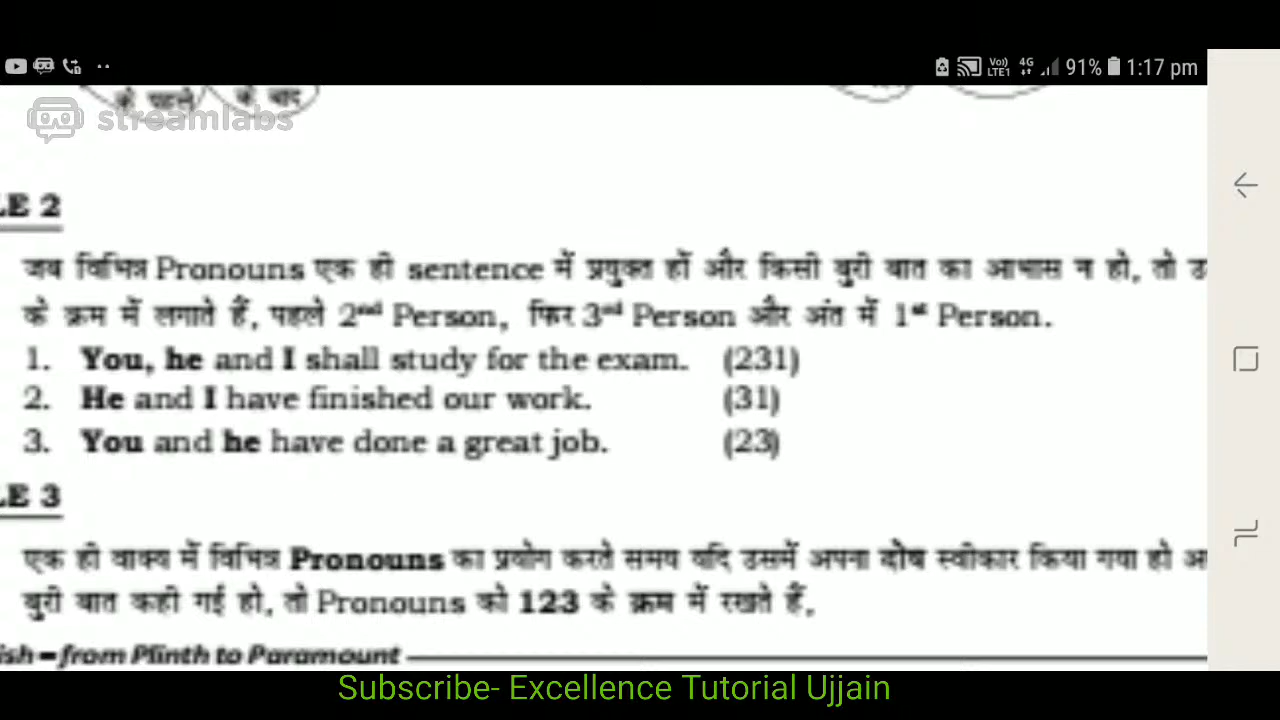 91% 1:17 pm
के पहले के बाद
streamlabs
LE 2
जब विभिन्न Pronouns एक ही sentence में प्रयुक्त हों और किसी बुरी बात का आभास न हो, तो उ
के क्रम में लगाते हैं, पहले 2nd Person, फिर 3rd Person और अंत में 1st Person.
1. You, he and I shall study for the exam. (231)
2. He and I have finished our work. (31)
3. You and he have done a great job. (23)
LE 3
एक ही वाक्य में विभिन्न Pronouns का प्रयोग करते समय यदि उसमें अपना दोष स्वीकार किया गया हो अ
बुरी बात कही गई हो, तो Pronouns को 123 के क्रम में रखते हैं,
ish – from Plinth to Paramount
Subscribe- Excellence Tutorial Ujjain